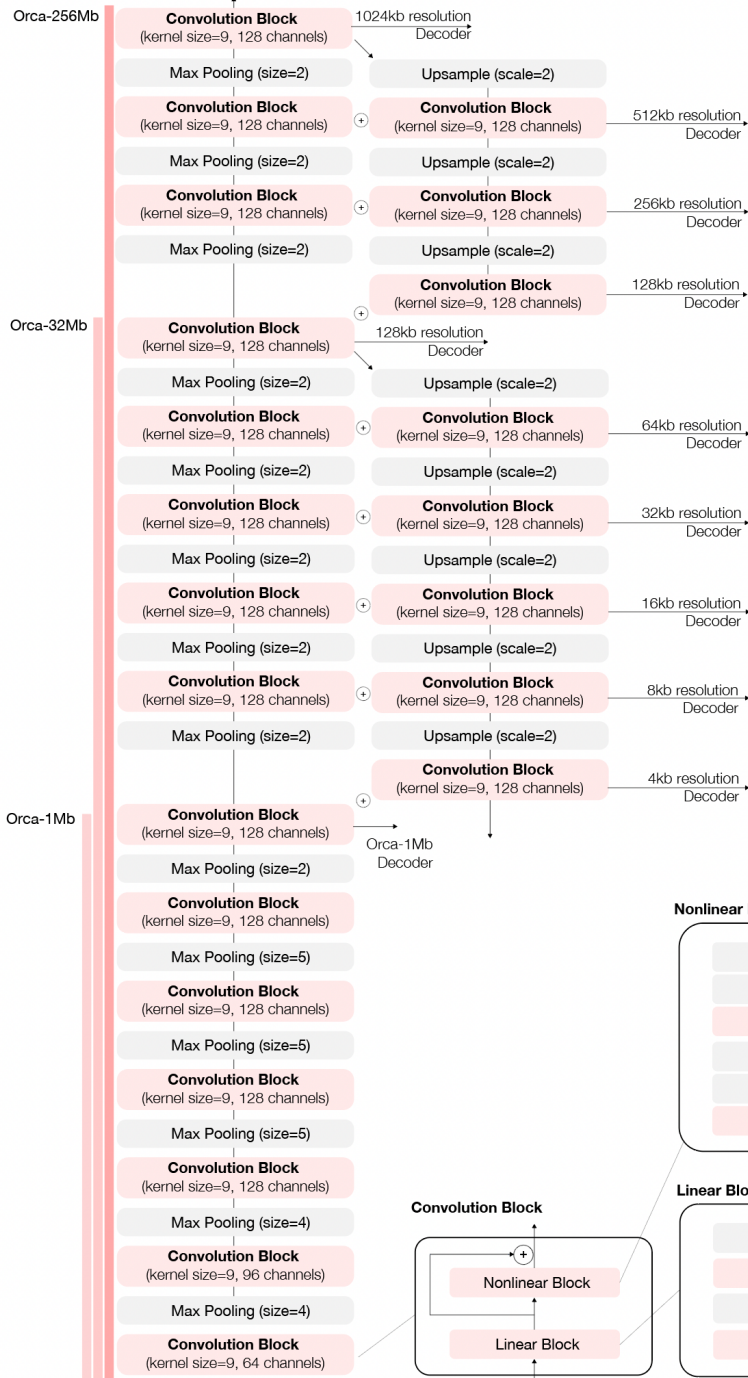 Orca-256Mb
Convolution Block
(kernel size=9, 128 channels)
1024kb resolution
Decoder
Max Pooling (size=2)
Upsample (scale=2)
Convolution Block
(kernel size=9, 128 channels)
+
Convolution Block
(kernel size=9, 128 channels)
512kb resolution
Decoder
Max Pooling (size=2)
Upsample (scale=2)
Convolution Block
(kernel size=9, 128 channels)
+
Convolution Block
(kernel size=9, 128 channels)
256kb resolution
Decoder
Max Pooling (size=2)
Upsample (scale=2)
Convolution Block
(kernel size=9, 128 channels)
128kb resolution
Decoder
+
Orca-32Mb
Convolution Block
(kernel size=9, 128 channels)
128kb resolution
Decoder
Max Pooling (size=2)
Upsample (scale=2)
Convolution Block
(kernel size=9, 128 channels)
+
Convolution Block
(kernel size=9, 128 channels)
64kb resolution
Decoder
Max Pooling (size=2)
Upsample (scale=2)
Convolution Block
(kernel size=9, 128 channels)
+
Convolution Block
(kernel size=9, 128 channels)
32kb resolution
Decoder
Max Pooling (size=2)
Upsample (scale=2)
Convolution Block
(kernel size=9, 128 channels)
+
Convolution Block
(kernel size=9, 128 channels)
16kb resolution
Decoder
Max Pooling (size=2)
Upsample (scale=2)
Convolution Block
(kernel size=9, 128 channels)
+
Convolution Block
(kernel size=9, 128 channels)
8kb resolution
Decoder
Max Pooling (size=2)
Upsample (scale=2)
Convolution Block
(kernel size=9, 128 channels)
4kb resolution
Decoder
+
Orca-1Mb
Convolution Block
(kernel size=9, 128 channels)
Orca-1Mb
Decoder
Max Pooling (size=2)
Convolution Block
(kernel size=9, 128 channels)
Max Pooling (size=5)
Convolution Block
(kernel size=9, 128 channels)
Max Pooling (size=5)
Convolution Block
(kernel size=9, 128 channels)
Max Pooling (size=5)
Convolution Block
(kernel size=9, 128 channels)
Max Pooling (size=4)
Convolution Block
(kernel size=9, 96 channels)
Max Pooling (size=4)
Convolution Block
(kernel size=9, 64 channels)
Convolution Block
+
Nonlinear Block
Linear Block
Nonlinear
Linear Blo